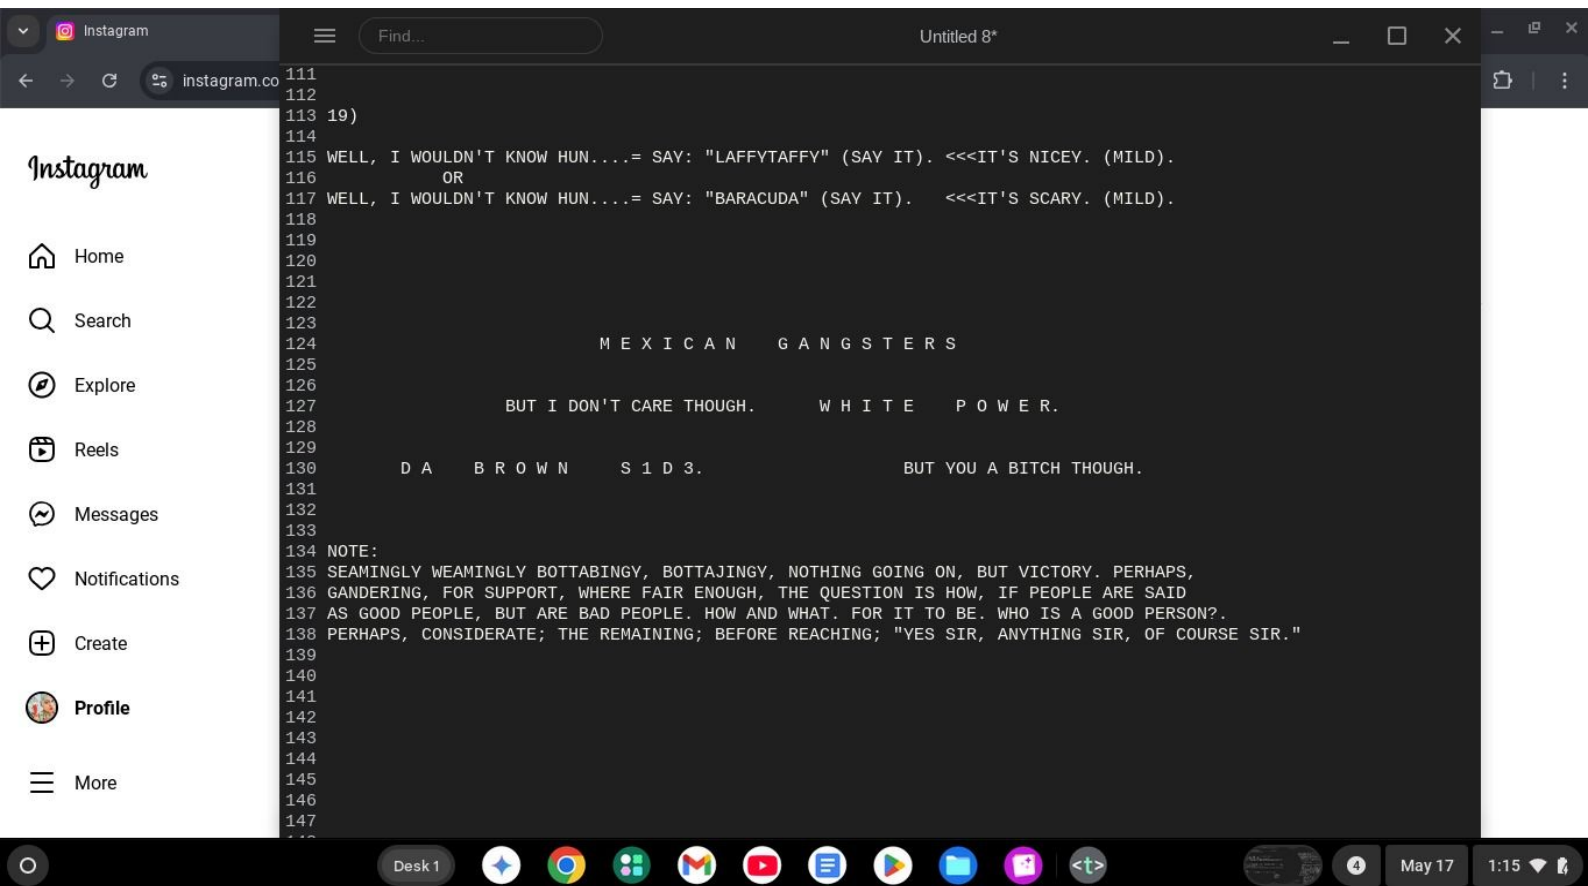 Instagram
Find...
Untitled 8*
instagram.co
Instagram
Home
Search
Explore
Reels
Messages
Notifications
Create
Profile
More
111
112
113 19)
114
115 WELL, I WOULDN'T KNOW HUN....= SAY: "LAFFYTAFFY" (SAY IT). <<<IT'S NICEY. (MILD).
116 OR
117 WELL, I WOULDN'T KNOW HUN....= SAY: "BARACUDA" (SAY IT). <<<IT'S SCARY. (MILD).
118
119
120
121
122
123
124 M E X I C A N G A N G S T E R S
125
126
127 BUT I DON'T CARE THOUGH. W H I T E P O W E R.
128
129
130 D A B R O W N S 1 D 3. BUT YOU A BITCH THOUGH.
131
132
133
134 NOTE:
135 SEAMINGLY WEAMINGLY BOTTABINGY, BOTTAJINGY, NOTHING GOING ON, BUT VICTORY. PERHAPS,
136 GANDERING, FOR SUPPORT, WHERE FAIR ENOUGH, THE QUESTION IS HOW, IF PEOPLE ARE SAID
137 AS GOOD PEOPLE, BUT ARE BAD PEOPLE. HOW AND WHAT. FOR IT TO BE. WHO IS A GOOD PERSON?.
138 PERHAPS, CONSIDERATE; THE REMAINING; BEFORE REACHING; "YES SIR, ANYTHING SIR, OF COURSE SIR."
139
140
141
142
143
144
145
146
147
Desk 1
<t>
4
May 17
1:15